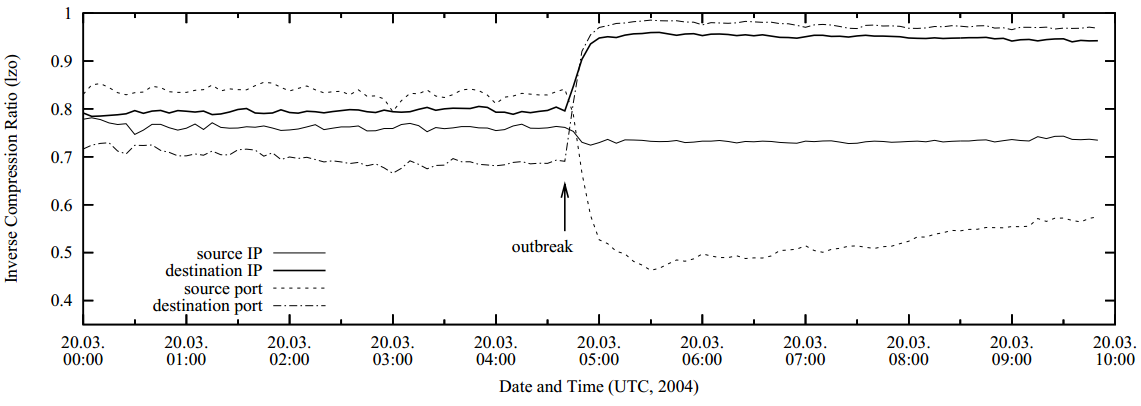 Inverse Compression Ratio (lzo)
1
0.9
0.8
0.7
0.6
0.5
0.4
outbreak
source IP
destination IP
source port
destination port
20.03. 20.03. 20.03. 20.03. 20.03. 20.03. 20.03. 20.03. 20.03. 20.03. 20.03.
00:00 01:00 02:00 03:00 04:00 05:00 06:00 07:00 08:00 09:00 10:00
Date and Time (UTC, 2004)